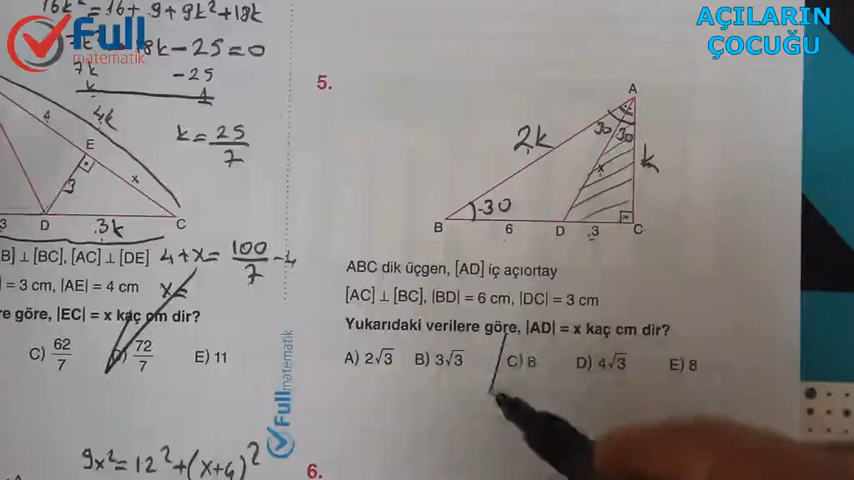 16k² = 16 + 9 + 9k² + 18k
18k - 25 = 0
7k - 25
k = 25/7
Full
matematik
AÇILARIN
ÇOCUĞU
4
4k
E
x
3
D
3k
C
3
B] ⊥ [BC], [AC] ⊥ [DE]
= 3 cm, |AE| = 4 cm
re göre, |EC| = x kaç cm dir?
C) 62/7 72/7 E) 11
4 + x = 100/7 - 4
x =
9x² = 12² + (x+4)²
Full matematik
5.
A
30 30
2k
k
x
30
B 6 D 3 C
ABC dik üçgen, [AD] iç açıortay
[AC] ⊥ [BC], |BD| = 6 cm, |DC| = 3 cm
Yukarıdaki verilere göre, |AD| = x kaç cm dir?
A) 2√3 B) 3√3 C) 8 D) 4√3 E) 8
6.